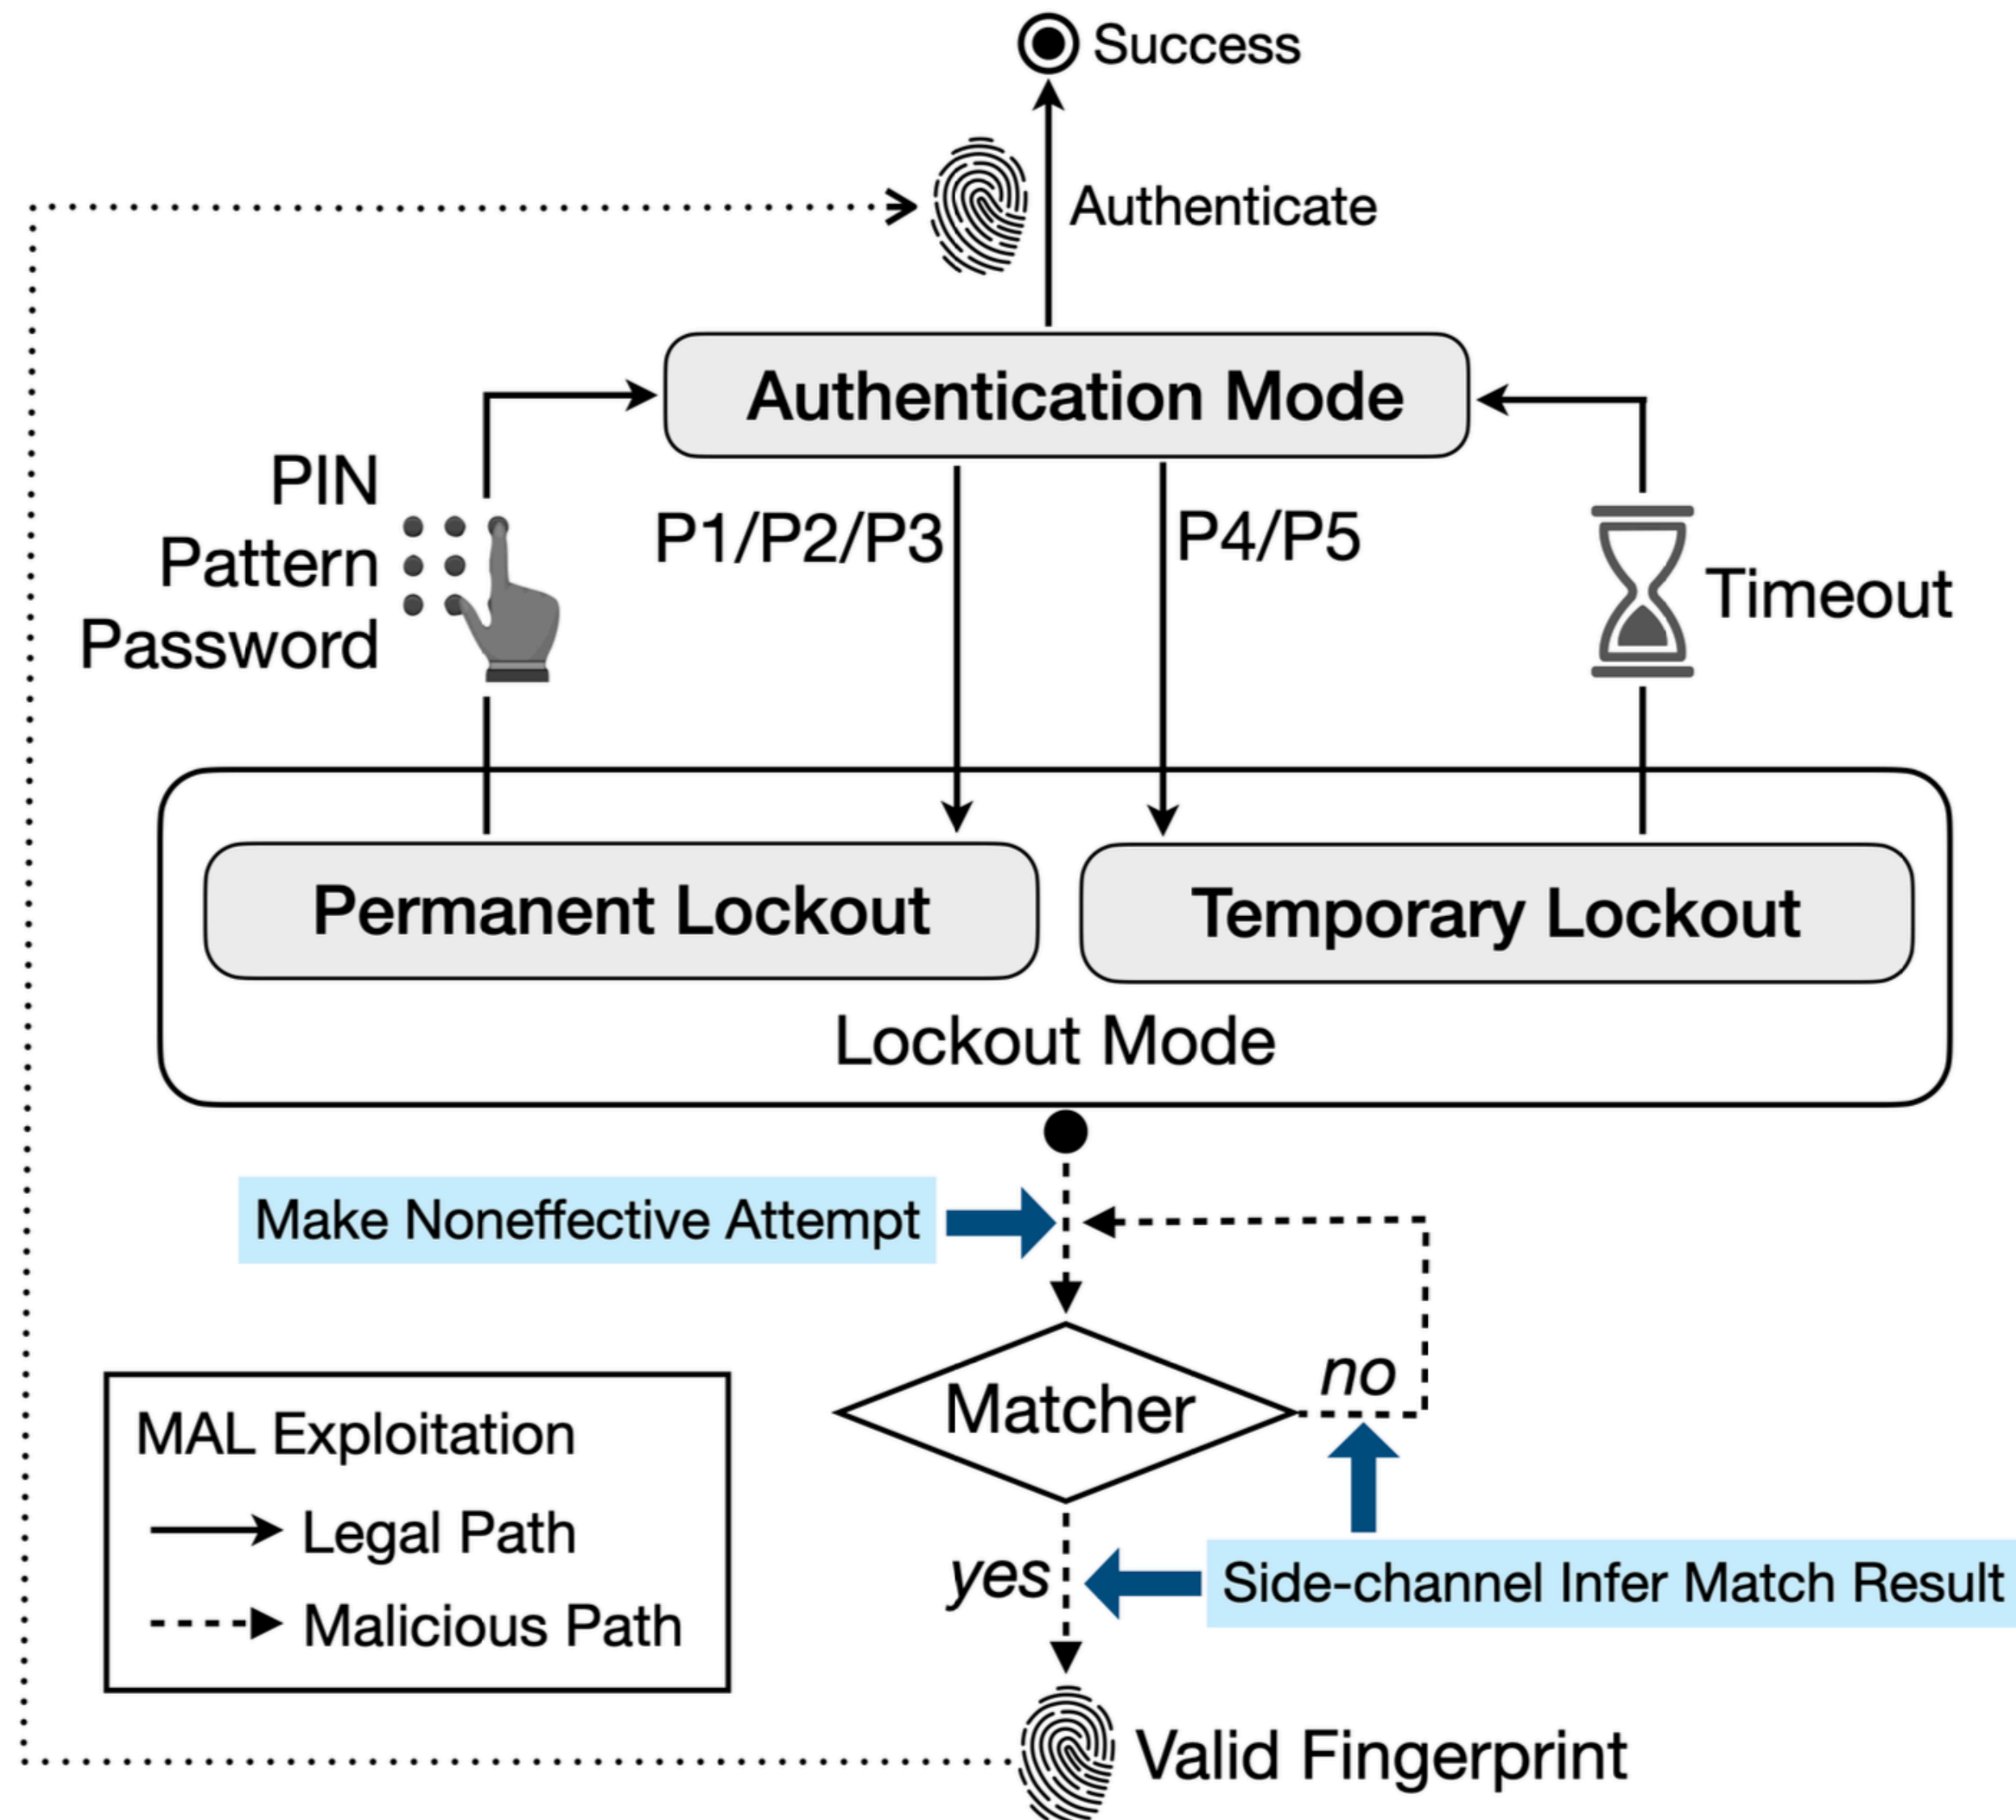 Success
Authenticate
Authentication Mode
PIN
Pattern
Password
P1/P2/P3
P4/P5
Timeout
Permanent Lockout
Temporary Lockout
Lockout Mode
Make Noneffective Attempt
Matcher
no
yes
Side-channel Infer Match Result
MAL Exploitation
Legal Path
Malicious Path
Valid Fingerprint